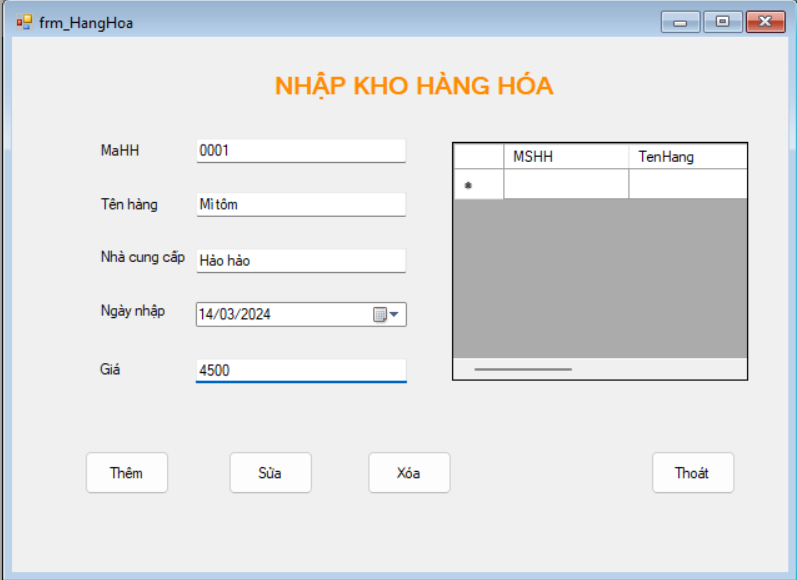 frm_HangHoa
NHẬP KHO HÀNG HÓA
MaHH 0001
Tên hàng Mì tôm
Nhà cung cấp Hảo hảo
Ngày nhập 14/03/2024
Giá 4500
MSHH TenHang
Thêm Sửa Xóa Thoát